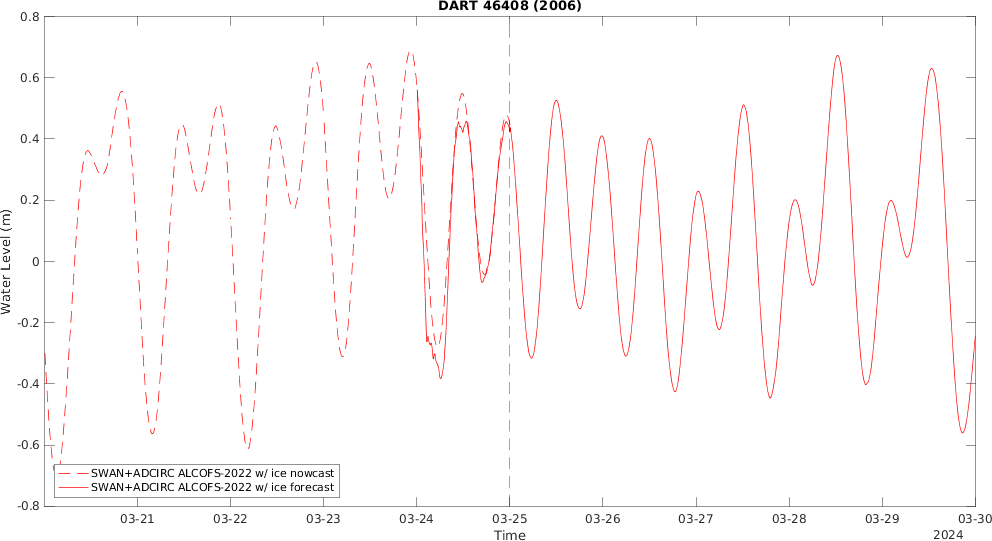 DART 46408 (2006)
Water Level (m)
0.8
0.6
0.4
0.2
0
-0.2
-0.4
-0.6
-0.8
SWAN+ADCIRC ALCOFS-2022 w/ ice nowcast
SWAN+ADCIRC ALCOFS-2022 w/ ice forecast
03-21 03-22 03-23 03-24 03-25 03-26 03-27 03-28 03-29 03-30
Time
2024